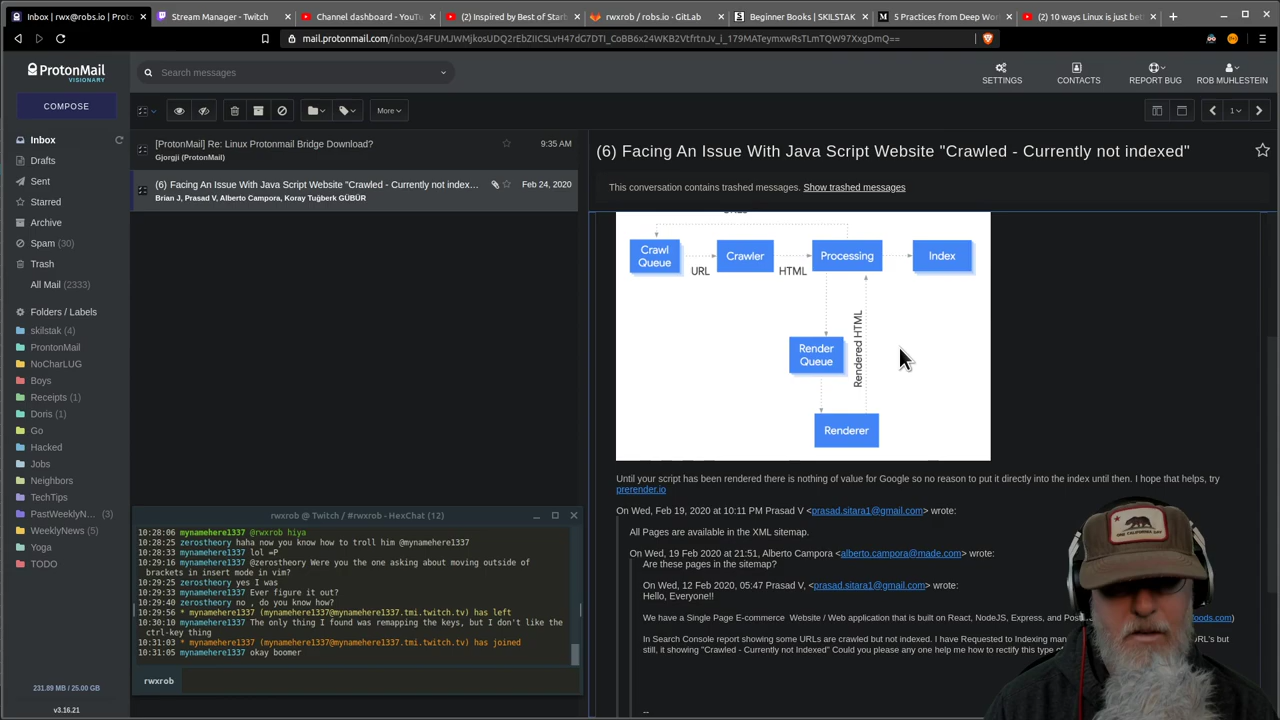 Inbox | rwx@robs.io | Proto
Stream Manager - Twitch
Channel dashboard - YouTu
(2) Inspired by Best of Star
rwxrob / robs.io · GitLab
Beginner Books | SKILSTAK
5 Practices from Deep Wor
(2) 10 ways Linux is just bet
mail.protonmail.com/inbox/
ProtonMail
VISIONARY
Search messages
SETTINGS
CONTACTS
REPORT BUG
ROB MUHLESTEIN
COMPOSE
More
1
Inbox
Drafts
Sent
Starred
Archive
Spam (30)
Trash
All Mail (2333)
Folders / Labels
skilstak (4)
ProntonMail
NoCharLUG
Boys
Receipts (1)
Doris (1)
Go
Hacked
Jobs
Neighbors
TechTips
PastWeeklyN... (3)
WeeklyNews (5)
Yoga
TODO
231.89 MB / 25.00 GB
v3.16.21
[ProtonMail] Re: Linux Protonmail Bridge Download?
9:35 AM
Gjorgji (ProtonMail)
(6) Facing An Issue With Java Script Website "Crawled - Currently not index...
Feb 24, 2020
Brian J, Prasad V, Alberto Campora, Koray Tuğberk GÜBÜR
(6) Facing An Issue With Java Script Website "Crawled - Currently not indexed"
This conversation contains trashed messages. Show trashed messages
Crawl
Queue
URL
Crawler
HTML
Processing
Index
Render
Queue
Rendered HTML
Renderer
Until your script has been rendered there is nothing of value for Google so no reason to put it directly into the index until then. I hope that helps, try
prerender.io
On Wed, Feb 19, 2020 at 10:11 PM Prasad V <prasad.sitara1@gmail.com> wrote:
All Pages are available in the XML sitemap.
On Wed, 19 Feb 2020 at 21:51, Alberto Campora <alberto.campora@made.com> wrote:
Are these pages in the sitemap?
On Wed, 12 Feb 2020, 05:47 Prasad V, <prasad.sitara1@gmail.com> wrote:
Hello, Everyone!!
We have a Single Page E-commerce Website / Web application that is built on React, NodeJS, Express, and oods.com)
In Search Console report showing some URLs are crawled but not indexed. I have Requested to Indexing URL's but
still, it showing "Crawled - Currently not Indexed" Could you please any one help me how to rectify this type of
--
rwxrob @ Twitch / #rwxrob - HexChat (12)
10:28:06 mynamehere1337 @rwxrob hiya
10:28:25 zerostheory haha now you know how to troll him @mynamehere1337
10:28:33 mynamehere1337 lol =P
10:29:16 mynamehere1337 @zerostheory Were you the one asking about moving outside of
brackets in insert mode in vim?
10:29:25 zerostheory yes I was
10:29:33 mynamehere1337 Ever figure it out?
10:29:40 zerostheory no , do you know how?
10:29:56 * mynamehere1337 (mynamehere1337@mynamehere1337.tmi.twitch.tv) has left
10:30:10 mynamehere1337 The only thing I found was remapping the keys, but I don't like the
ctrl-key thing
10:31:03 * mynamehere1337 (mynamehere1337@mynamehere1337.tmi.twitch.tv) has joined
10:31:05 mynamehere1337 okay boomer
rwxrob